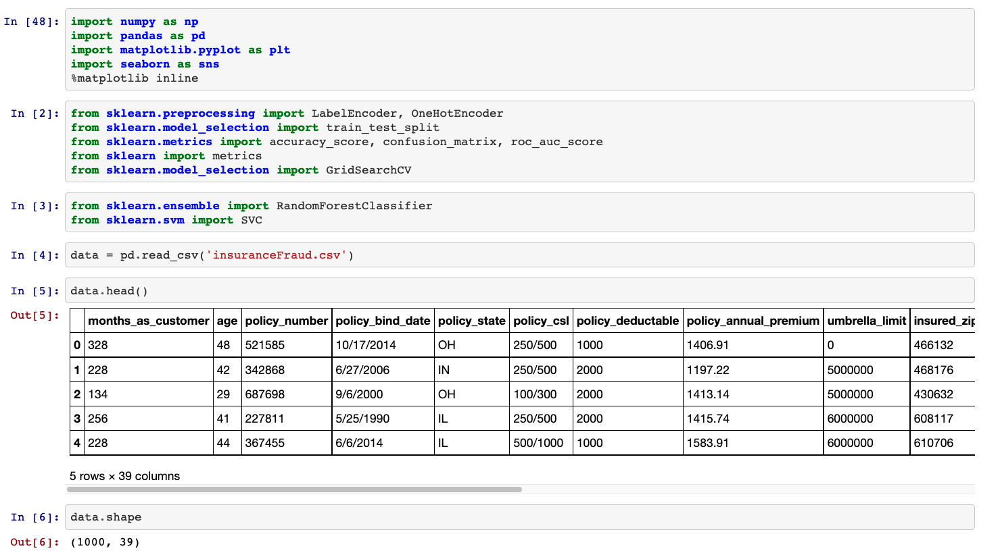 In [48]: import numpy as np
import pandas as pd
import matplotlib.pyplot as plt
import seaborn as sns
%matplotlib inline
In [2]: from sklearn.preprocessing import LabelEncoder, OneHotEncoder
from sklearn.model_selection import train_test_split
from sklearn.metrics import accuracy_score, confusion_matrix, roc_auc_score
from sklearn import metrics
from sklearn.model_selection import GridSearchCV
In [3]: from sklearn.ensemble import RandomForestClassifier
from sklearn.svm import SVC
In [4]: data = pd.read_csv('insuranceFraud.csv')
In [5]: data.head()
Out[5]: months_as_customer age policy_number policy_bind_date policy_state policy_csl policy_deductable policy_annual_premium umbrella_limit insured_zip
0 328 48 521585 10/17/2014 OH 250/500 1000 1406.91 0 466132
1 228 42 342868 6/27/2006 IN 250/500 2000 1197.22 5000000 468176
2 134 29 687698 9/6/2000 OH 100/300 2000 1413.14 5000000 430632
3 256 41 227811 5/25/1990 IL 250/500 2000 1415.74 6000000 608117
4 228 44 367455 6/6/2014 IL 500/1000 1000 1583.91 6000000 610706
5 rows × 39 columns
In [6]: data.shape
Out[6]: (1000, 39)